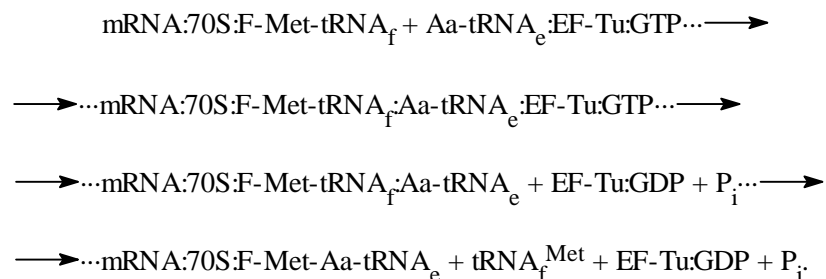 mRNA:70S:F-Met-tRNA_f + Aa-tRNA_e:EF-Tu:GTP···⟶
⟶···mRNA:70S:F-Met-tRNA_f:Aa-tRNA_e:EF-Tu:GTP···⟶
⟶···mRNA:70S:F-Met-tRNA_f:Aa-tRNA_e + EF-Tu:GDP + P_i···⟶
⟶···mRNA:70S:F-Met-Aa-tRNA_e + tRNA_f^Met + EF-Tu:GDP + P_i.